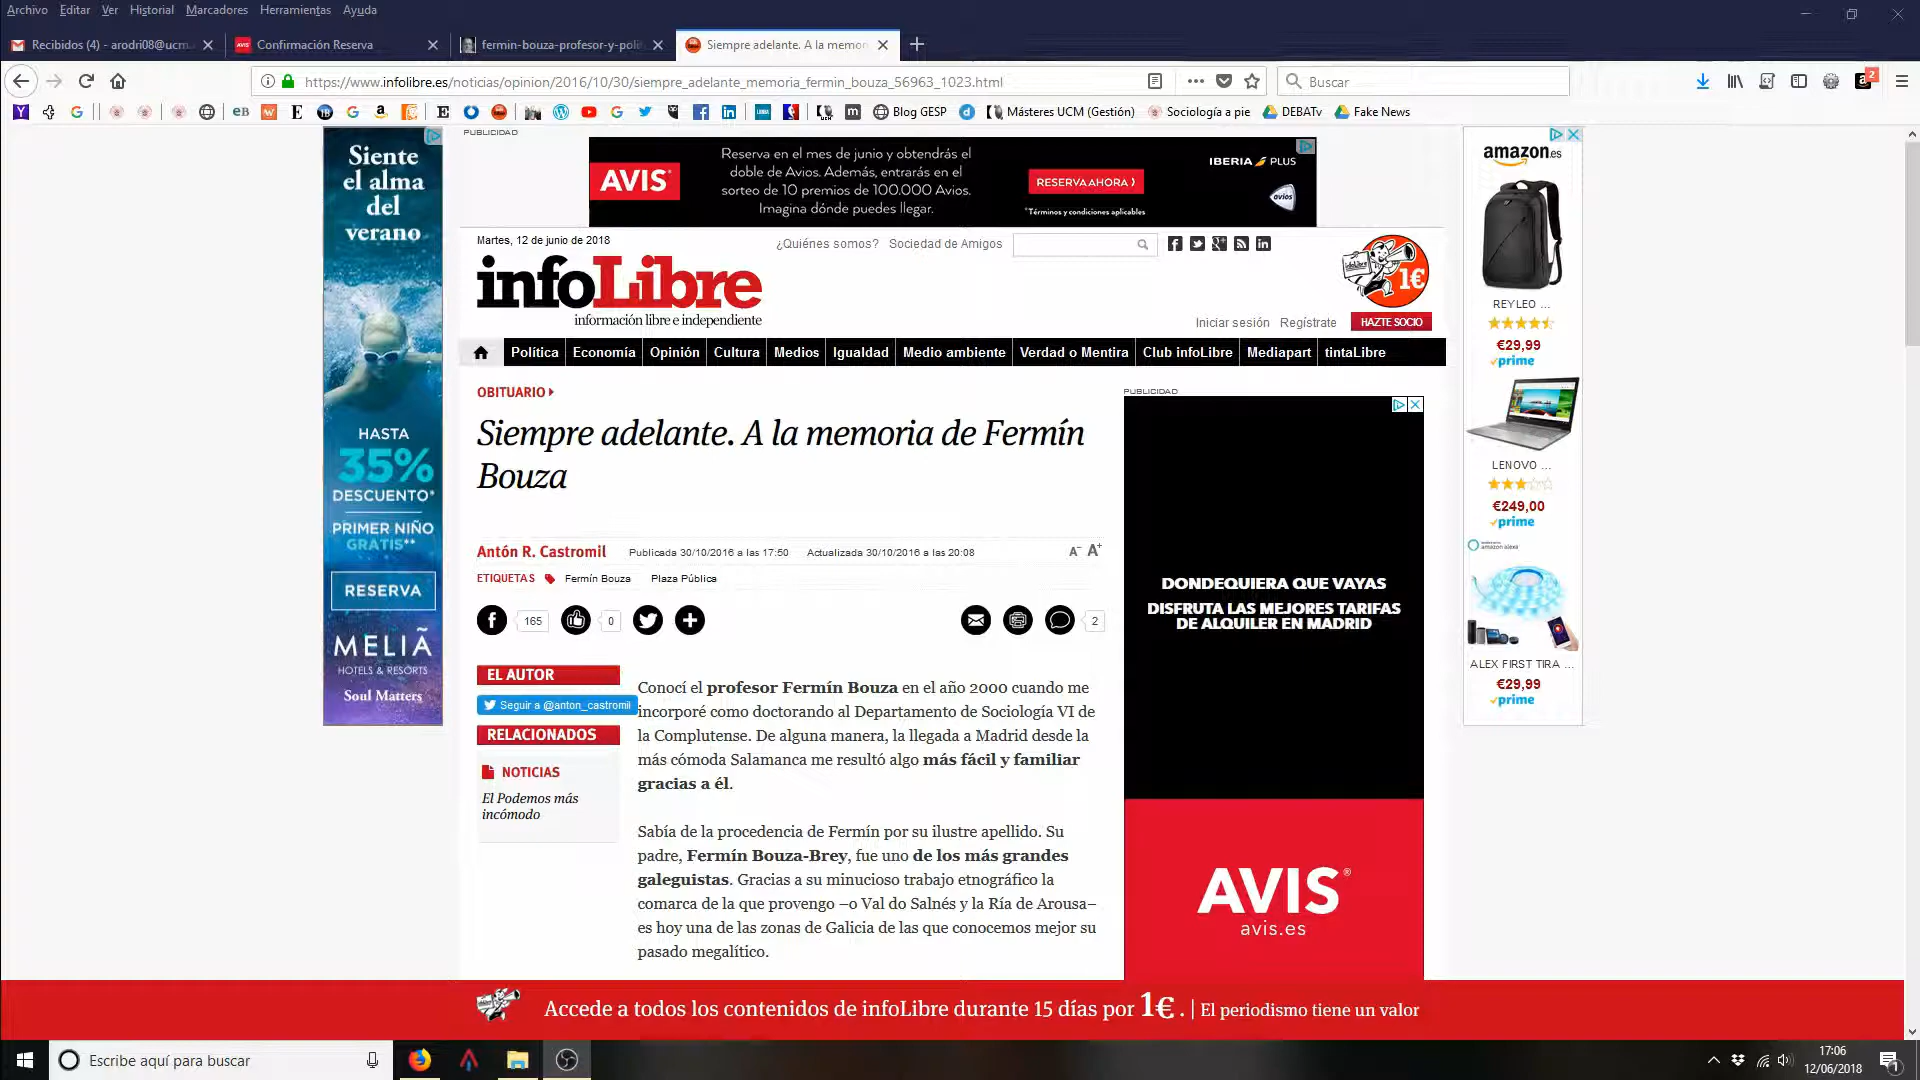 Archivo Editar Ver Historial Marcadores Herramientas Ayuda
Recibidos (4) - arodri08@ucm.
Confirmación Reserva
fermin-bouza-profesor-y-polit
Siempre adelante. A la memor
https://www.infolibre.es/noticias/opinion/2016/10/30/siempre_adelante_memoria_fermin_bouza_56963_1023.html
Buscar
2
Blog GESP
Másteres UCM (Gestión)
Sociología a pie
DEBATv
Fake News
Siente
el alma
del
verano
HASTA
35%
DESCUENTO*
PRIMER NIÑO
GRATIS**
RESERVA
MELIÃ
HOTELS & RESORTS
Soul Matters
PUBLICIDAD
AVIS
Reserva en el mes de junio y obtendrás el
doble de Avios. Además, entrarás en el
sorteo de 10 premios de 100.000 Avios.
Imagina dónde puedes llegar.
RESERVA AHORA
*Términos y condiciones aplicables
IBERIA PLUS
avios
Martes, 12 de junio de 2018
¿Quiénes somos? Sociedad de Amigos
infoLibre
información libre e independiente
infoLibre 1€
Iniciar sesión Regístrate HAZTE SOCIO
Política Economía Opinión Cultura Medios Igualdad Medio ambiente Verdad o Mentira Club infoLibre Mediapart tintaLibre
OBITUARIO
Siempre adelante. A la memoria de Fermín
Bouza
Antón R. Castromil Publicada 30/10/2016 a las 17:50 Actualizada 30/10/2016 a las 20:08 A- A+
ETIQUETAS Fermín Bouza Plaza Pública
165 0 2
EL AUTOR
Seguir a @anton_castromil
RELACIONADOS
NOTICIAS
El Podemos más
incómodo
Conocí el profesor Fermín Bouza en el año 2000 cuando me
incorporé como doctorando al Departamento de Sociología VI de
la Complutense. De alguna manera, la llegada a Madrid desde la
más cómoda Salamanca me resultó algo más fácil y familiar
gracias a él.
Sabía de la procedencia de Fermín por su ilustre apellido. Su
padre, Fermín Bouza-Brey, fue uno de los más grandes
galeguistas. Gracias a su minucioso trabajo etnográfico la
comarca de la que provengo –o Val do Salnés y la Ría de Arousa–
es hoy una de las zonas de Galicia de las que conocemos mejor su
pasado megalítico.
PUBLICIDAD
DONDEQUIERA QUE VAYAS
DISFRUTA LAS MEJORES TARIFAS
DE ALQUILER EN MADRID
AVIS®
avis.es
amazon.es
REYLEO ...
€29,99
prime
LENOVO ...
€249,00
prime
amazon alexa
ALEX FIRST TIRA ...
€29,99
prime
Accede a todos los contenidos de infoLibre durante 15 días por 1€ . | El periodismo tiene un valor
Escribe aquí para buscar
17:06
12/06/2018
1